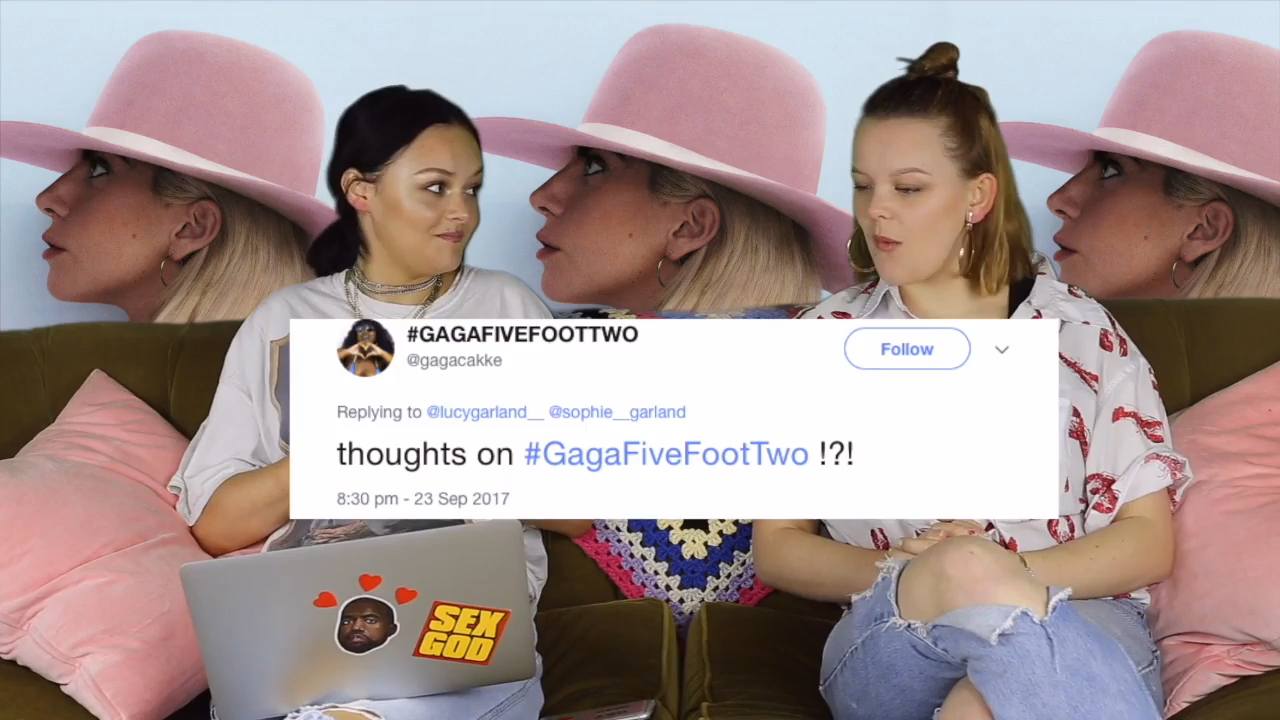 #GAGAFIVEFOOTTWO
@gagacakke
Follow
Replying to @lucygarland__ @sophie__garland
thoughts on #GagaFiveFootTwo !?!
8:30 pm - 23 Sep 2017
SEX
GOD